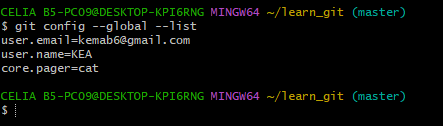 CELIA B5-PC09@DESKTOP-KPI6RNG MINGW64 ~/learn_git (master)
$ git config --global --list
user.email=kemab6@gmail.com
user.name=KEA
core.pager=cat
CELIA B5-PC09@DESKTOP-KPI6RNG MINGW64 ~/learn_git (master)
$